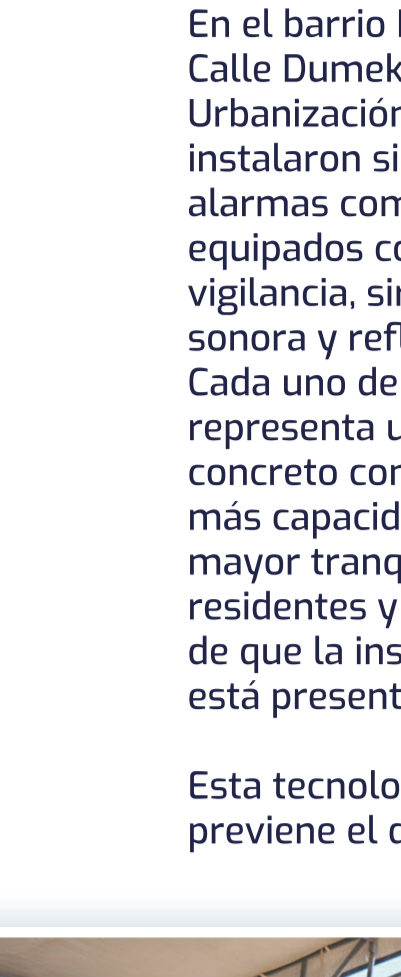 En el barrio
Calle Dumek
Urbanización
instalaron si
alarmas com
equipados co
vigilancia, sir
sonora y refl
Cada uno de
representa u
concreto con
más capacid
mayor tranq
residentes y
de que la ins
está present
Esta tecnolo
previene el d